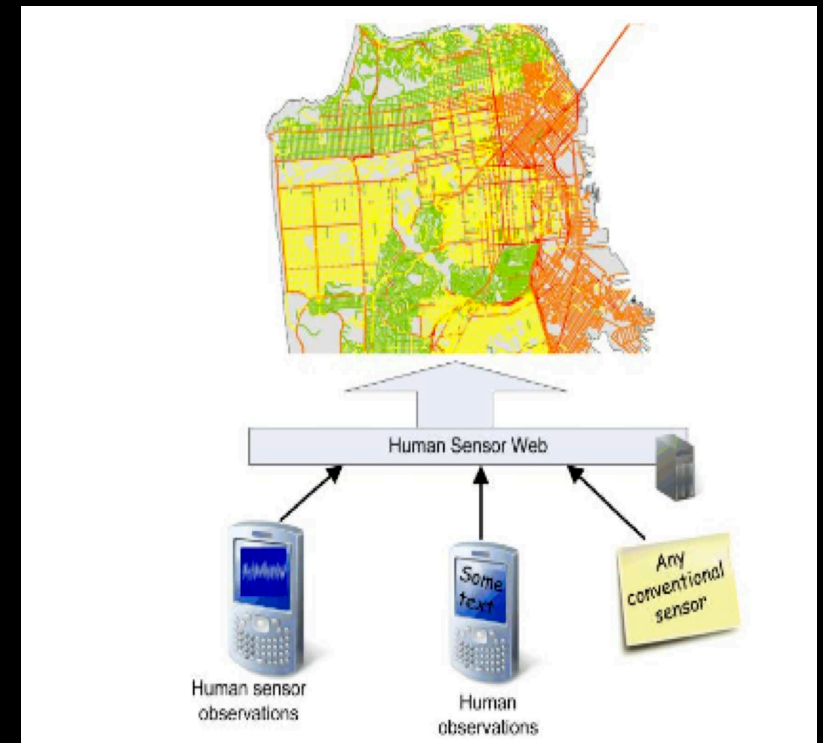 Human Sensor Web
Some
text
Any
conventional
sensor
Human sensor
observations
Human
observations